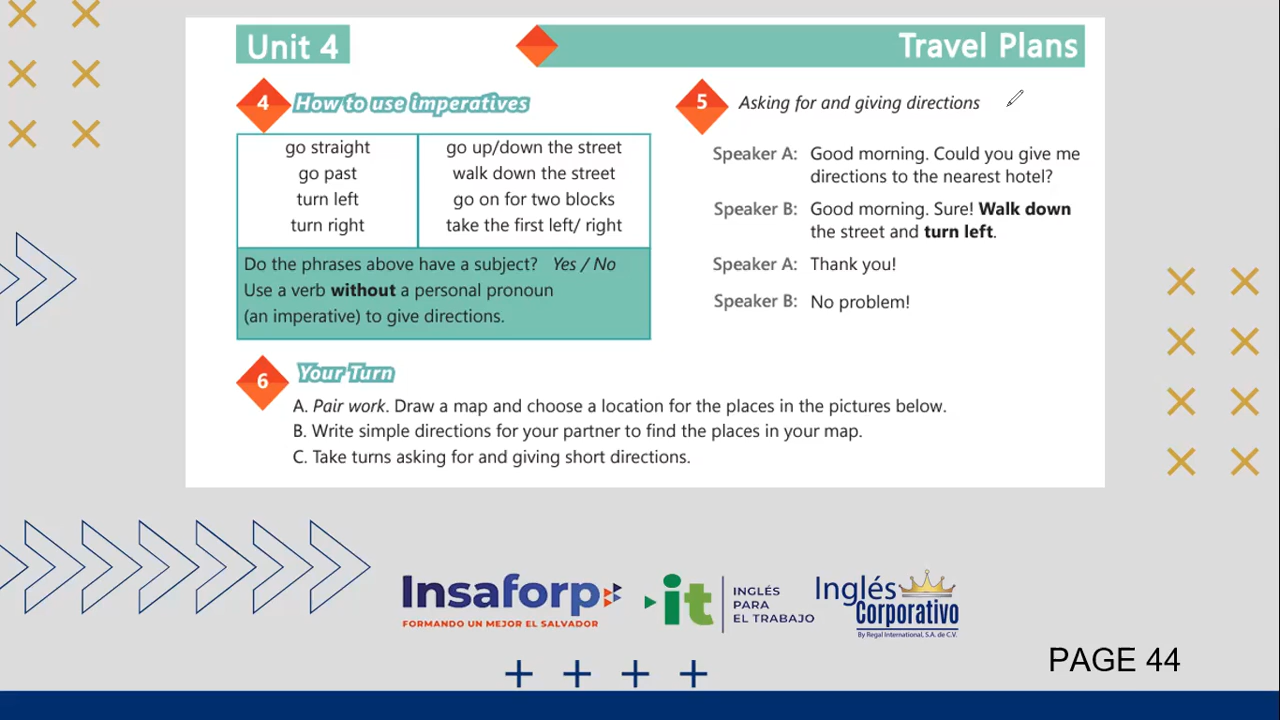 Unit 4
Travel Plans
4
How to use imperatives
go straight
go past
turn left
turn right
go up/down the street
walk down the street
go on for two blocks
take the first left/ right
Do the phrases above have a subject? Yes / No
Use a verb without a personal pronoun
(an imperative) to give directions.
5
Asking for and giving directions
Speaker A: Good morning. Could you give me
directions to the nearest hotel?
Speaker B: Good morning. Sure! Walk down
the street and turn left.
Speaker A: Thank you!
Speaker B: No problem!
6
Your Turn
A. Pair work. Draw a map and choose a location for the places in the pictures below.
B. Write simple directions for your partner to find the places in your map.
C. Take turns asking for and giving short directions.
Insaforp
FORMANDO UN MEJOR EL SALVADOR
it
INGLÉS
PARA
EL TRABAJO
Inglés
Corporativo
By Regal International, S.A. de C.V.
PAGE 44